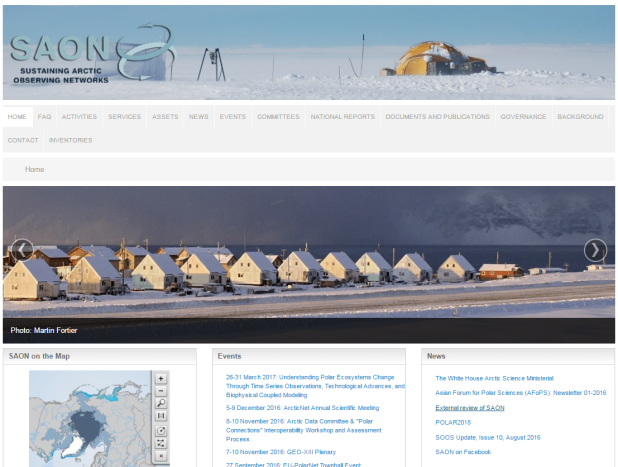 SAON
SUSTAINING ARCTIC
OBSERVING NETWORKS
HOME FAQ ACTIVITIES SERVICES ASSETS NEWS EVENTS COMMITTEES NATIONAL REPORTS DOCUMENTS AND PUBLICATIONS GOVERNANCE BACKGROUND
CONTACT INVENTORIES
Home
Photo: Martin Fortier
SAON on the Map
Events
26-31 March 2017: Understanding Polar Ecosystems Change
Through Time Series Observations, Technological Advances, and
Biophysical Coupled Modeling
5-9 December 2016: ArcticNet Annual Scientific Meeting
8-10 November 2016: Arctic Data Committee & "Polar
Connections" Interoperability Workshop and Assessment
Process.
7-10 November 2016: GEO-XIII Plenary
27 September 2016: EU-PolarNet Townhall Event
News
The White House Arctic Science Ministerial
Asian Forum for Polar Sciences (AFoPS): Newsletter 01-2016
External review of SAON
POLAR2018
SOOS Update, Issue 10, August 2016
SAON on Facebook